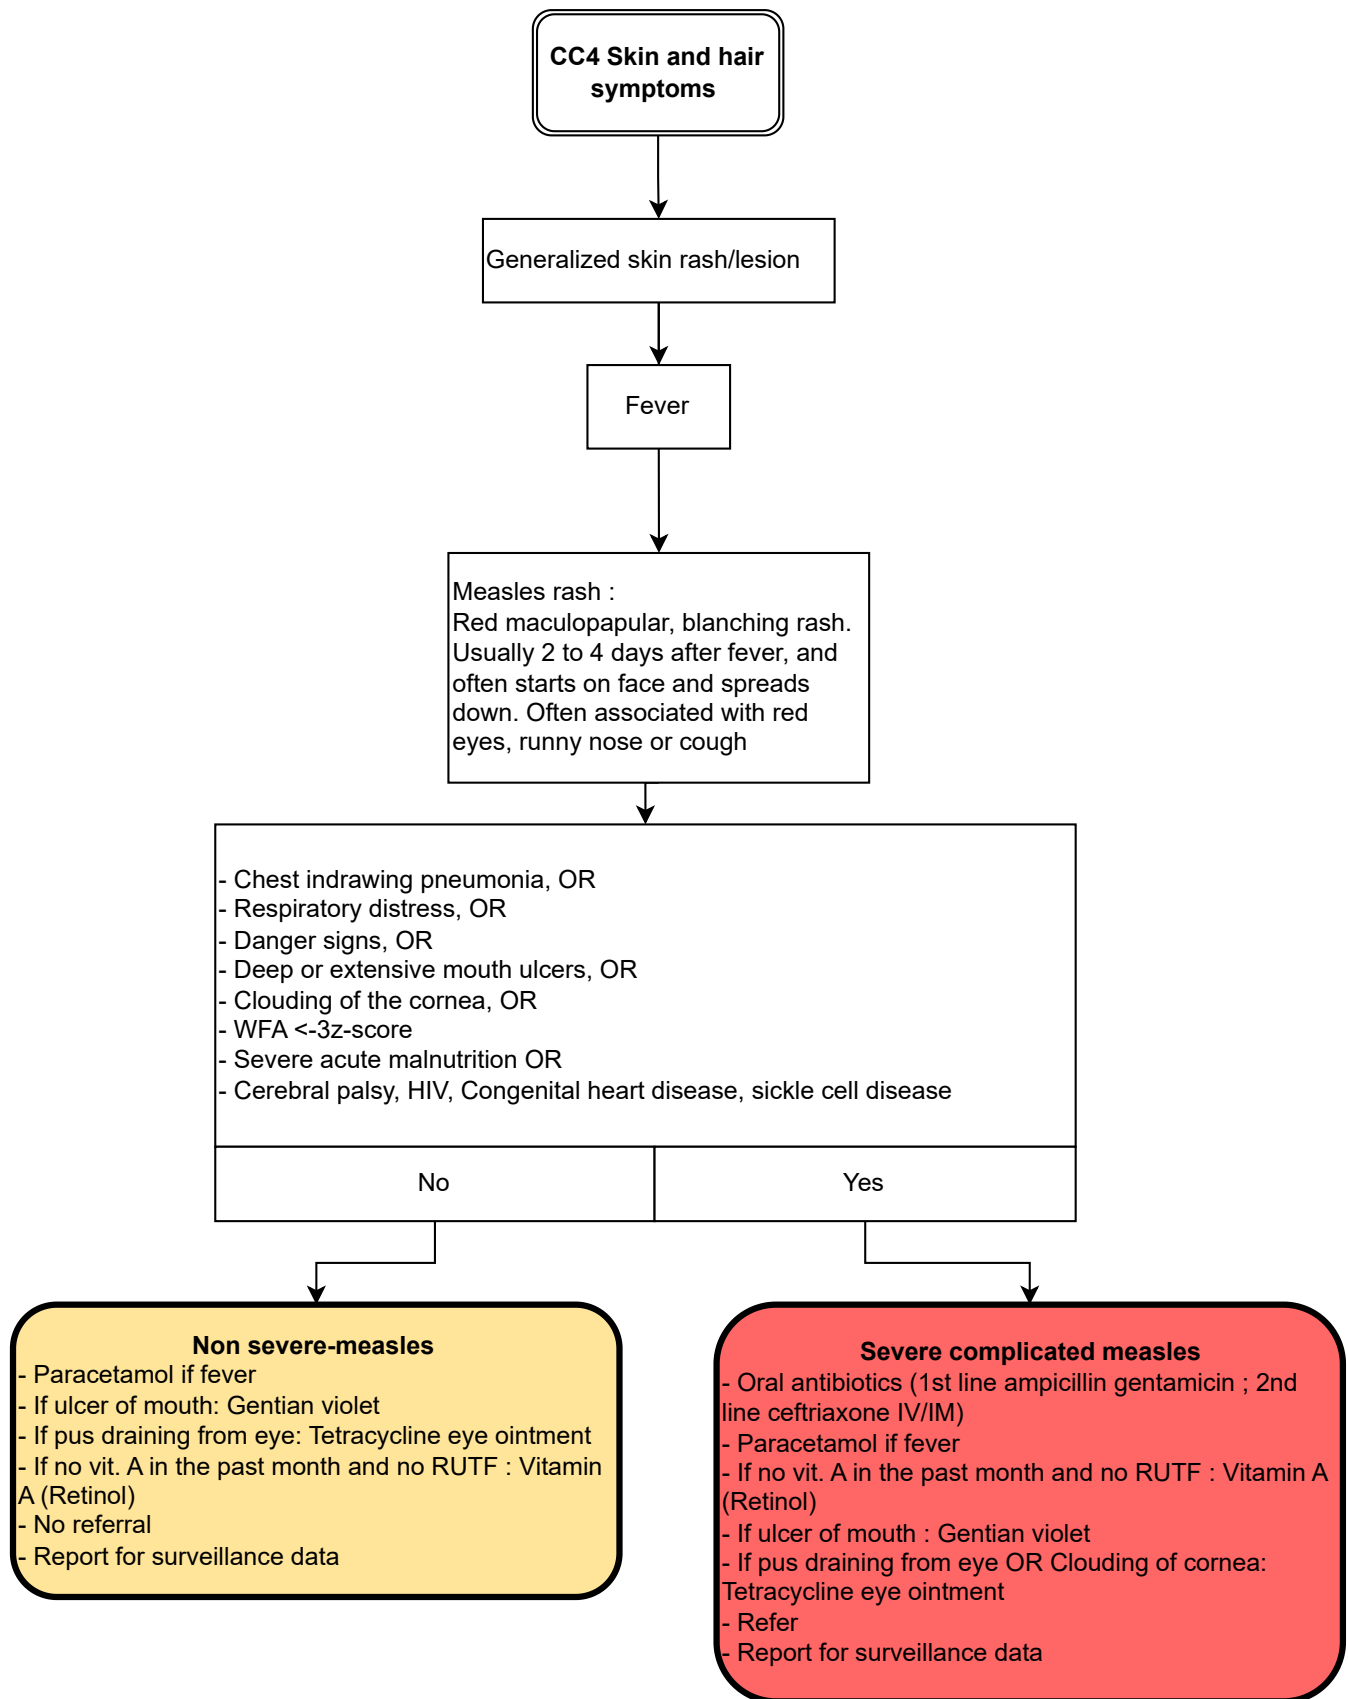 CC4 Skin and hair
symptoms
Generalized skin rash/lesion
Fever
Measles rash :
Red maculopapular, blanching rash.
Usually 2 to 4 days after fever, and
often starts on face and spreads
down. Often associated with red
eyes, runny nose or cough
- Chest indrawing pneumonia, OR
- Respiratory distress, OR
- Danger signs, OR
- Deep or extensive mouth ulcers, OR
- Clouding of the cornea, OR
- WFA <-3z-score
- Severe acute malnutrition OR
- Cerebral palsy, HIV, Congenital heart disease, sickle cell disease
No
Yes
Non severe-measles
- Paracetamol if fever
- If ulcer of mouth: Gentian violet
- If pus draining from eye: Tetracycline eye ointment
- If no vit. A in the past month and no RUTF : Vitamin
A (Retinol)
- No referral
- Report for surveillance data
Severe complicated measles
- Oral antibiotics (1st line ampicillin gentamicin ; 2nd
line ceftriaxone IV/IM)
- Paracetamol if fever
- If no vit. A in the past month and no RUTF : Vitamin A
(Retinol)
- If ulcer of mouth : Gentian violet
- If pus draining from eye OR Clouding of cornea:
Tetracycline eye ointment
- Refer
- Report for surveillance data